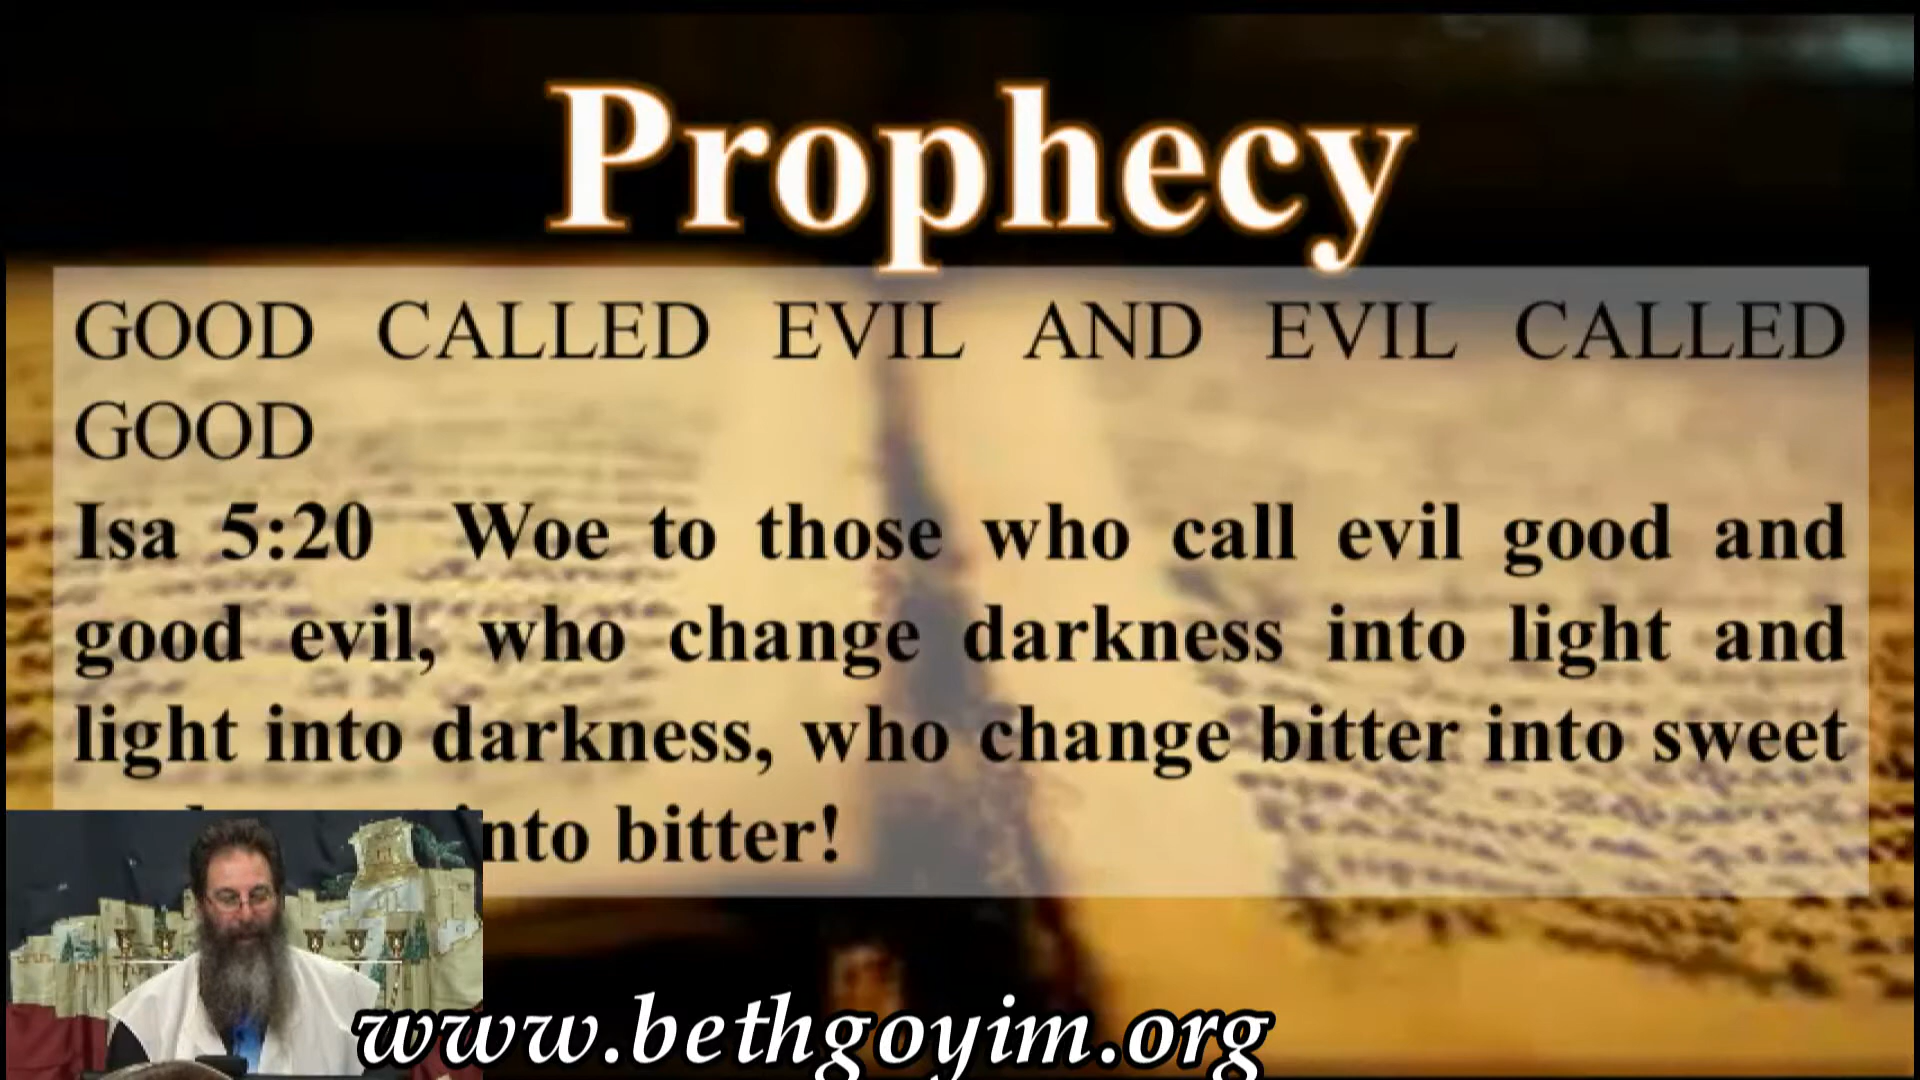 Prophecy
GOOD CALLED EVIL AND EVIL CALLED
GOOD
Isa 5:20 Woe to those who call evil good and
good evil, who change darkness into light and
light into darkness, who change bitter into sweet
into bitter!
www.bethgoyim.org